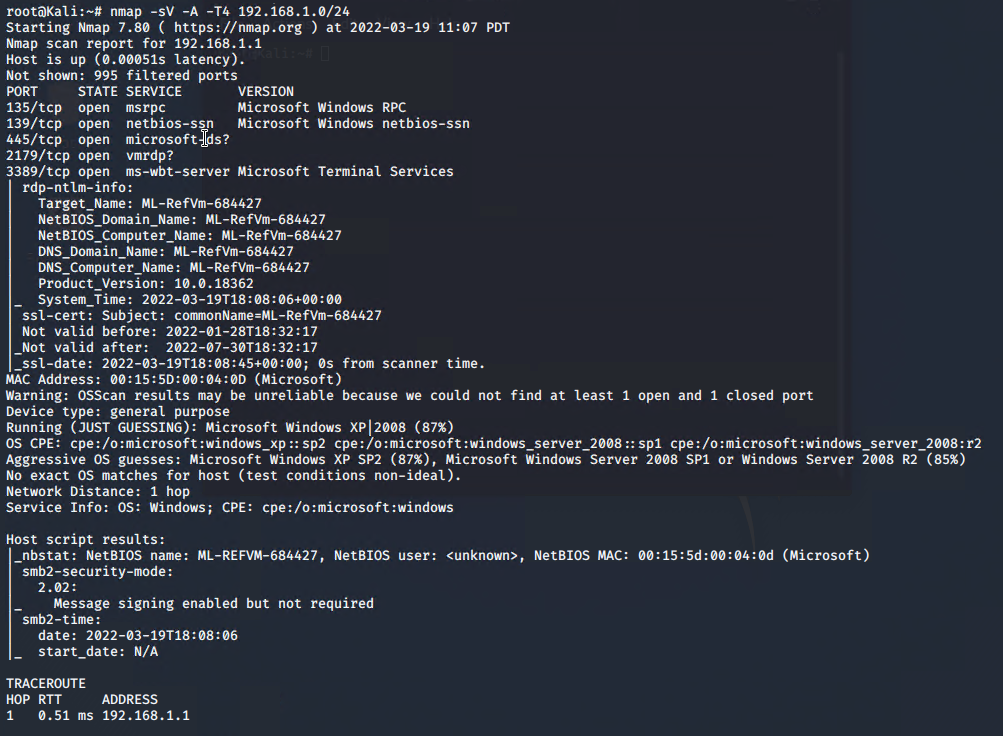 root@Kali:~# nmap -sV -A -T4 192.168.1.0/24
Starting Nmap 7.80 ( https://nmap.org ) at 2022-03-19 11:07 PDT
Nmap scan report for 192.168.1.1
Host is up (0.00051s latency).
Not shown: 995 filtered ports
PORT     STATE SERVICE       VERSION
135/tcp  open  msrpc         Microsoft Windows RPC
139/tcp  open  netbios-ssn   Microsoft Windows netbios-ssn
445/tcp  open  microsoft-ds?
2179/tcp open  vmrdp?
3389/tcp open  ms-wbt-server Microsoft Terminal Services
| rdp-ntlm-info:
|   Target_Name: ML-RefVm-684427
|   NetBIOS_Domain_Name: ML-RefVm-684427
|   NetBIOS_Computer_Name: ML-RefVm-684427
|   DNS_Domain_Name: ML-RefVm-684427
|   DNS_Computer_Name: ML-RefVm-684427
|   Product_Version: 10.0.18362
|_  System_Time: 2022-03-19T18:08:06+00:00
| ssl-cert: Subject: commonName=ML-RefVm-684427
| Not valid before: 2022-01-28T18:32:17
|_Not valid after:  2022-07-30T18:32:17
|_ssl-date: 2022-03-19T18:08:45+00:00; 0s from scanner time.
MAC Address: 00:15:5D:00:04:0D (Microsoft)
Warning: OSScan results may be unreliable because we could not find at least 1 open and 1 closed port
Device type: general purpose
Running (JUST GUESSING): Microsoft Windows XP|2008 (87%)
OS CPE: cpe:/o:microsoft:windows_xp::sp2 cpe:/o:microsoft:windows_server_2008::sp1 cpe:/o:microsoft:windows_server_2008:r2
Aggressive OS guesses: Microsoft Windows XP SP2 (87%), Microsoft Windows Server 2008 SP1 or Windows Server 2008 R2 (85%)
No exact OS matches for host (test conditions non-ideal).
Network Distance: 1 hop
Service Info: OS: Windows; CPE: cpe:/o:microsoft:windows

Host script results:
|_nbstat: NetBIOS name: ML-REFVM-684427, NetBIOS user: <unknown>, NetBIOS MAC: 00:15:5d:00:04:0d (Microsoft)
| smb2-security-mode:
|   2.02:
|_    Message signing enabled but not required
| smb2-time:
|   date: 2022-03-19T18:08:06
|_  start_date: N/A

TRACEROUTE
HOP RTT     ADDRESS
1   0.51 ms 192.168.1.1